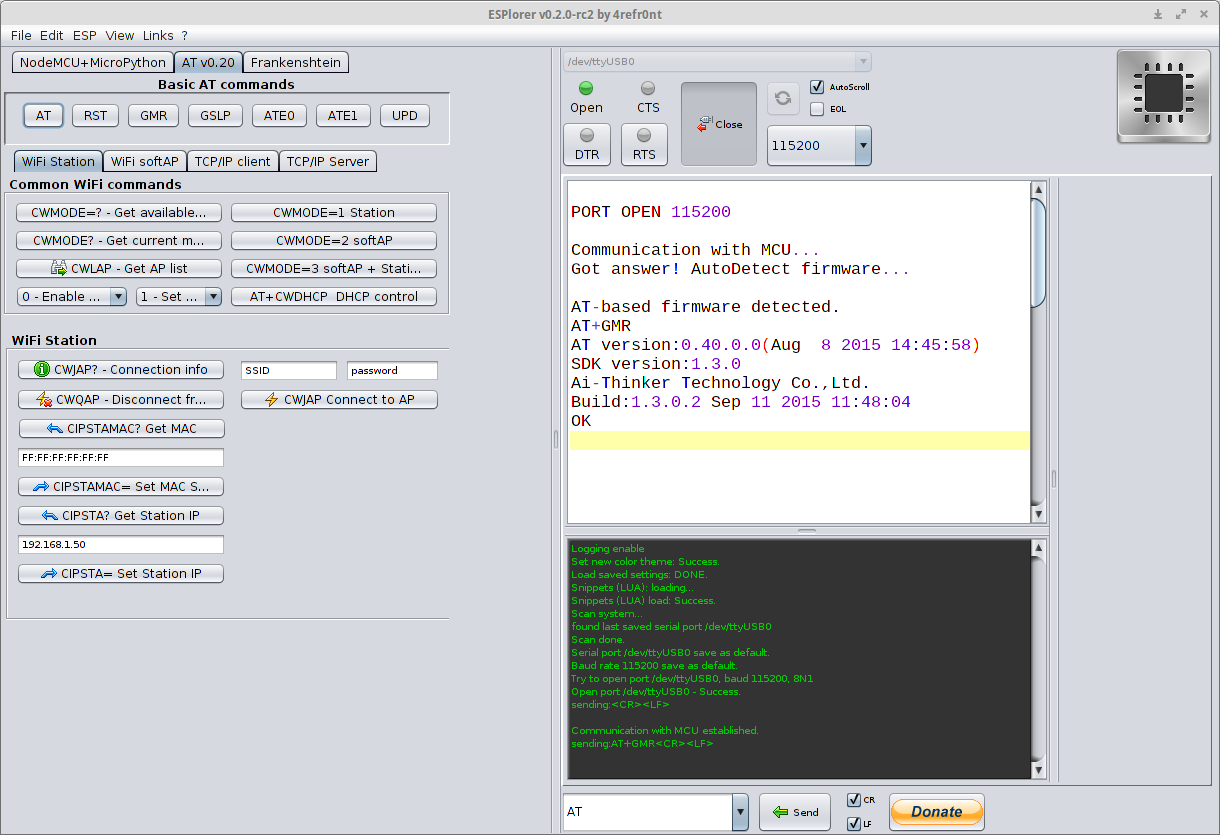 ESPlorer v0.2.0-rc2 by 4refr0nt
File Edit ESP View Links ?
NodeMCU+MicroPython AT v0.20 Frankenshtein
Basic AT commands
AT RST GMR GSLP ATE0 ATE1 UPD
WiFi Station WiFi softAP TCP/IP client TCP/IP Server
Common WiFi commands
CWMODE=? - Get available... CWMODE=1 Station
CWMODE? - Get current m... CWMODE=2 softAP
CWLAP - Get AP list CWMODE=3 softAP + Stati...
0 - Enable ... 1 - Set ... AT+CWDHCP DHCP control
WiFi Station
CWJAP? - Connection info SSID password
CWQAP - Disconnect fr... CWJAP Connect to AP
CIPSTAMAC? Get MAC
FF:FF:FF:FF:FF:FF
CIPSTAMAC= Set MAC S...
CIPSTA? Get Station IP
192.168.1.50
CIPSTA= Set Station IP
/dev/ttyUSB0
Open CTS Close AutoScroll
EOL
DTR RTS 115200
PORT OPEN 115200
Communication with MCU...
Got answer! AutoDetect firmware...
AT-based firmware detected.
AT+GMR
AT version:0.40.0.0(Aug  8 2015 14:45:58)
SDK version:1.3.0
Ai-Thinker Technology Co.,Ltd.
Build:1.3.0.2 Sep 11 2015 11:48:04
OK
Logging enable
Set new color theme: Success.
Load saved settings: DONE.
Snippets (LUA): loading...
Snippets (LUA) load: Success.
Scan system...
found last saved serial port /dev/ttyUSB0
Scan done.
Serial port /dev/ttyUSB0 save as default.
Baud rate 115200 save as default.
Try to open port /dev/ttyUSB0, baud 115200, 8N1
Open port /dev/ttyUSB0 - Success.
sending:<CR><LF>
Communication with MCU established.
sending:AT+GMR<CR><LF>
AT Send CR Donate
LF